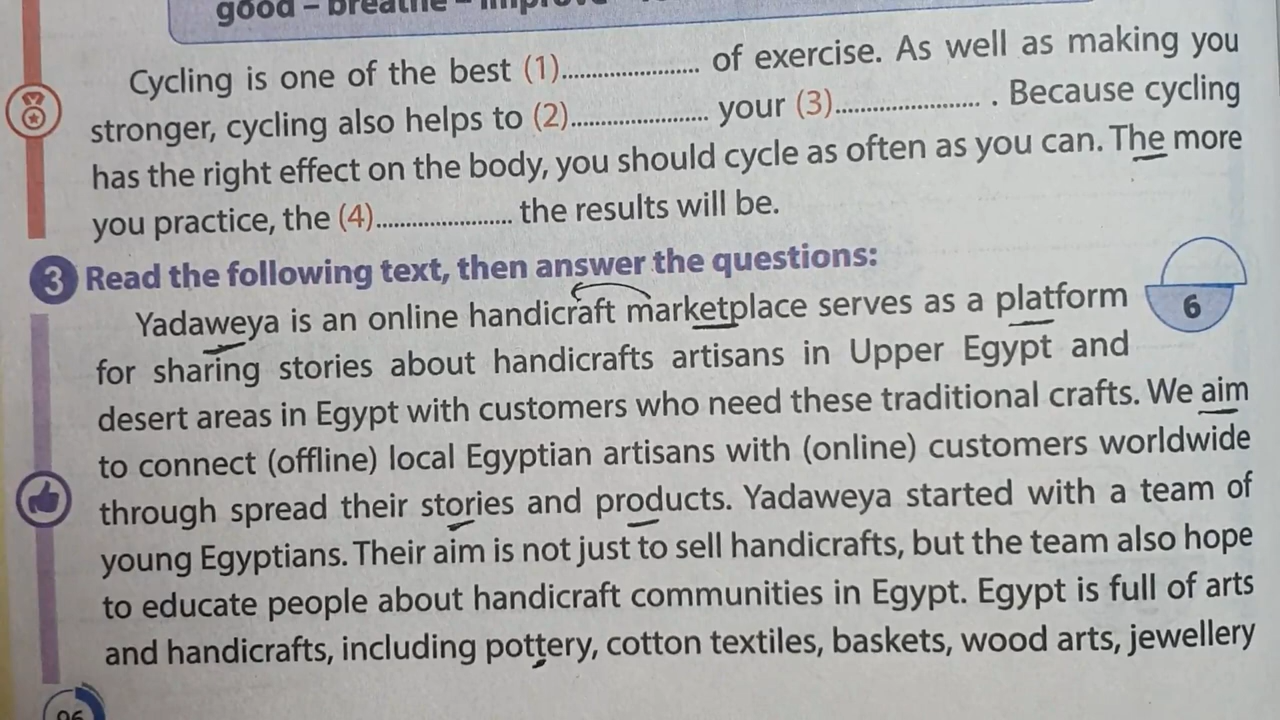 good – breathe – improve
Cycling is one of the best (1)...................... of exercise. As well as making you
stronger, cycling also helps to (2)...................... your (3)....................... . Because cycling
has the right effect on the body, you should cycle as often as you can. The more
you practice, the (4)...................... the results will be.
3 Read the following text, then answer the questions:
Yadaweya is an online handicraft marketplace serves as a platform
6
for sharing stories about handicrafts artisans in Upper Egypt and
desert areas in Egypt with customers who need these traditional crafts. We aim
to connect (offline) local Egyptian artisans with (online) customers worldwide
through spread their stories and products. Yadaweya started with a team of
young Egyptians. Their aim is not just to sell handicrafts, but the team also hope
to educate people about handicraft communities in Egypt. Egypt is full of arts
and handicrafts, including pottery, cotton textiles, baskets, wood arts, jewellery